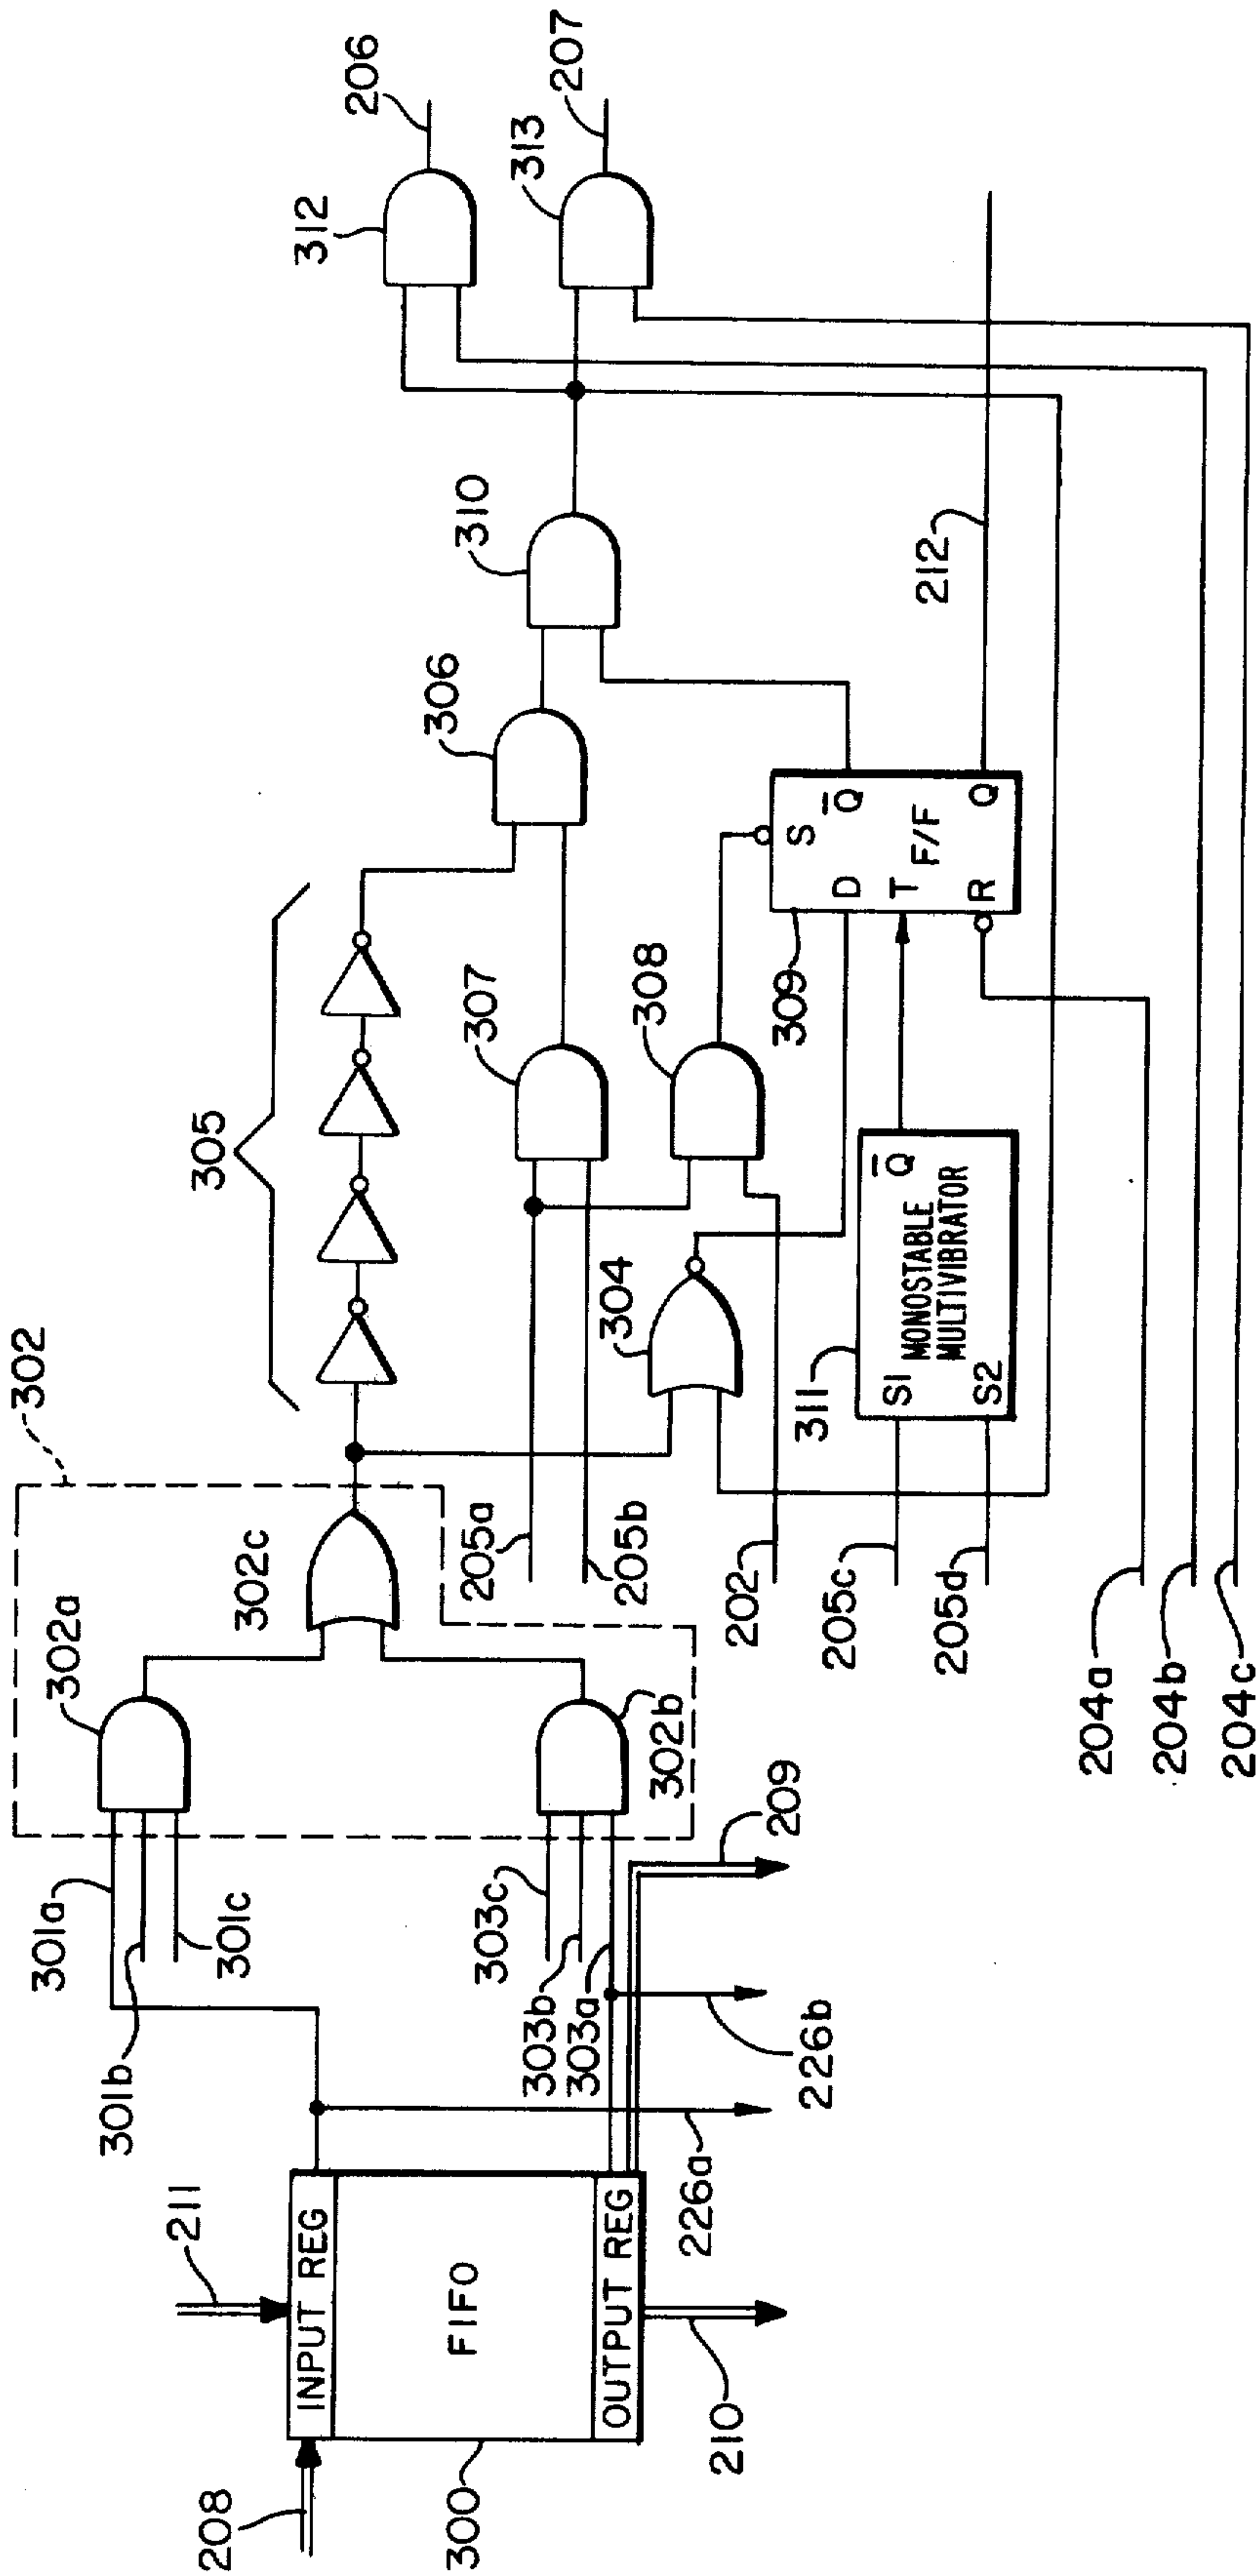 208
211
300
INPUT REG
FIFO
OUTPUT REG
210
226a
226b
209
301a
301b
301c
303c
303b
303a
302
302a
302b
302c
305
205a
205b
202
205c
205d
204a
204b
204c
304
307
308
311
S1
S2
MONOSTABLE
MULTIVIBRATOR
Q
309
S
D
Q
T
F/F
R
Q
306
310
212
312
313
206
207